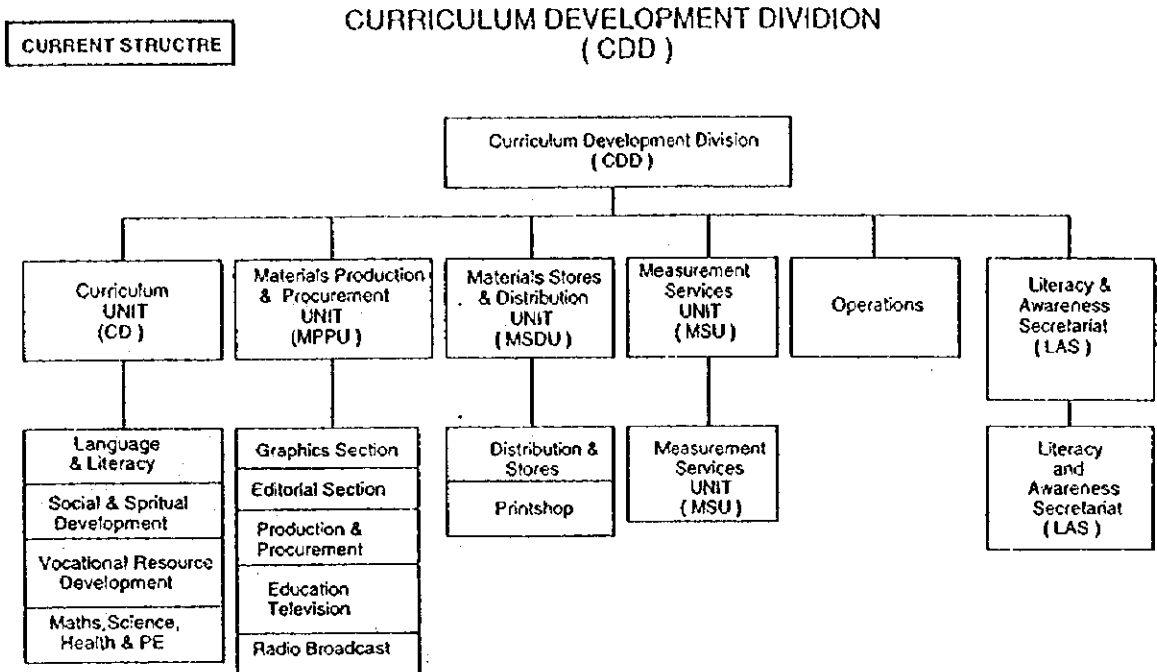 CURRENT STRUCTRE
CURRICULUM DEVELOPMENT DIVIDION
( CDD )
Curriculum Development Division
( CDD )
Curriculum
UNIT
(CD)
Materials Production
& Procurement
UNIT
(MPPU)
Materials Stores
& Distribution
UNIT
( MSDU )
Measurement
Services
UNIT
( MSU )
Operations
Literacy &
Awareness
Secretariat
( LAS )
Language
& Literacy
Social & Spritual
Development
Vocational Resource
Development
Maths, Science,
Health & PE
Graphics Section
Editorial Section
Production &
Procurement
Education
Television
Radio Broadcast
Distribution &
Stores
Printshop
Measurement
Services
UNIT
( MSU )
Literacy
and
Awareness
Secretariat
( LAS )